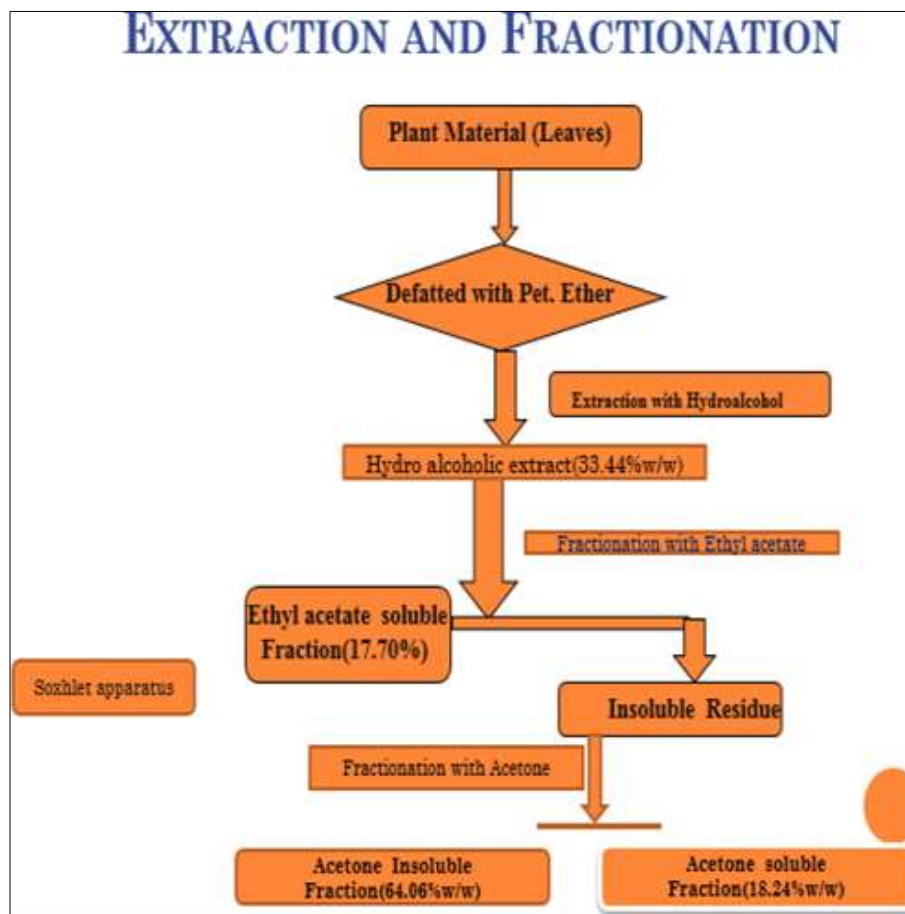 EXTRACTION AND FRACTIONATION
Plant Material (Leaves)
Defatted with Pet. Ether
Extraction with Hydroalcohol
Hydro alcoholic extract(33.44%w/w)
Fractionation with Ethyl acetate
Ethyl acetate soluble
Fraction(17.70%)
Soxhlet apparatus
Insoluble Residue
Fractionation with Acetone
Acetone Insoluble
Fraction(64.06%w/w)
Acetone soluble
Fraction(18.24%w/w)